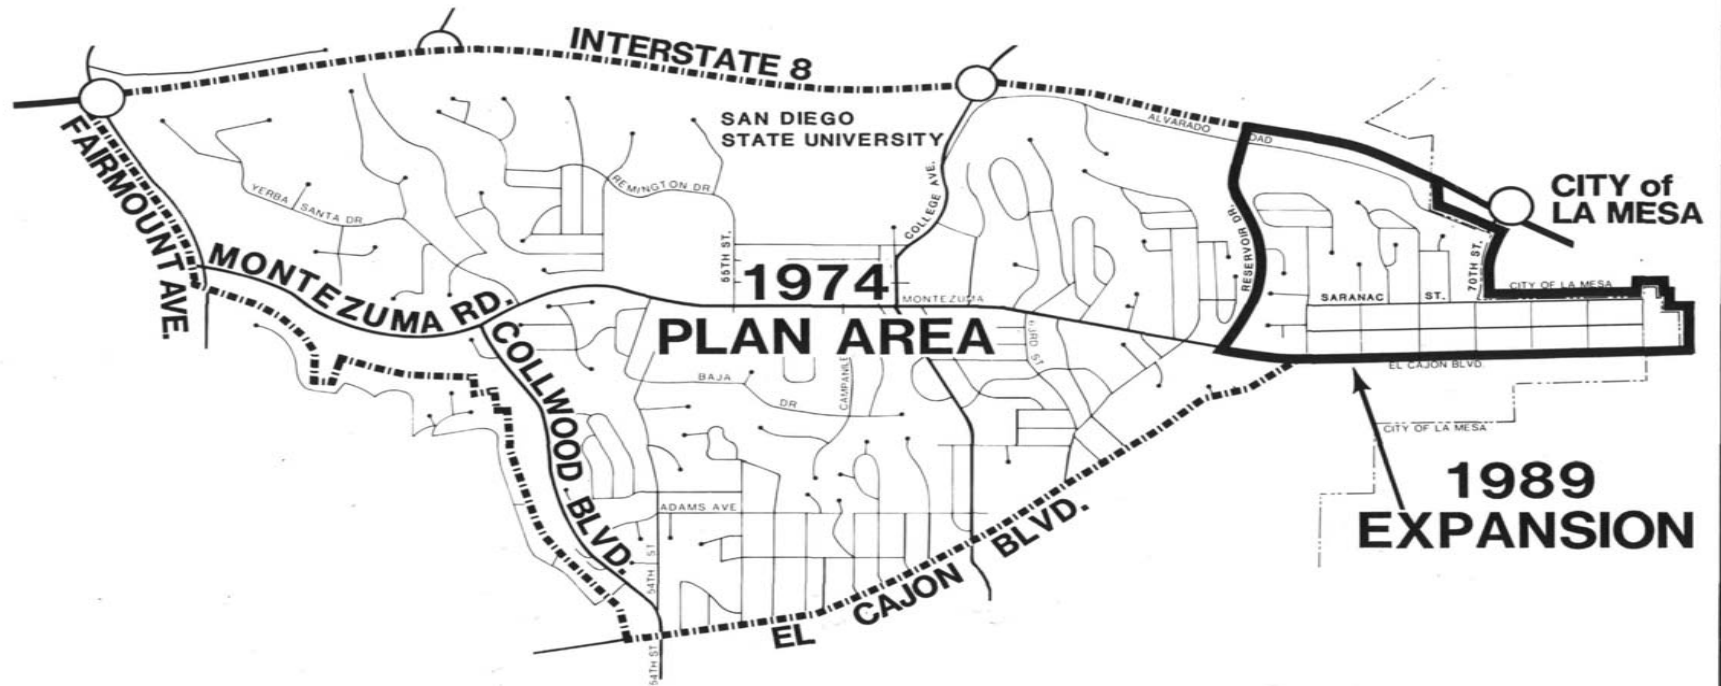 INTERSTATE 8
SAN DIEGO
STATE UNIVERSITY
ALVARADO
OAD
CITY of
LA MESA
FAIRMOUNT AVE.
YERBA SANTA DR
REMINGTON DR.
COLLEGE AVE.
55TH ST.
RESERVOIR DR.
70TH ST.
MONTEZUMA RD.
1974
PLAN AREA
MONTEZUMA
SARANAC ST.
CITY OF LA MESA
COLLWOOD BLVD.
BAJA DR
CAMPANILE
63RD ST
EL CAJON BLVD.
CITY OF LA MESA
1989
EXPANSION
ADAMS AVE
54TH ST
EL CAJON BLVD.
54TH ST